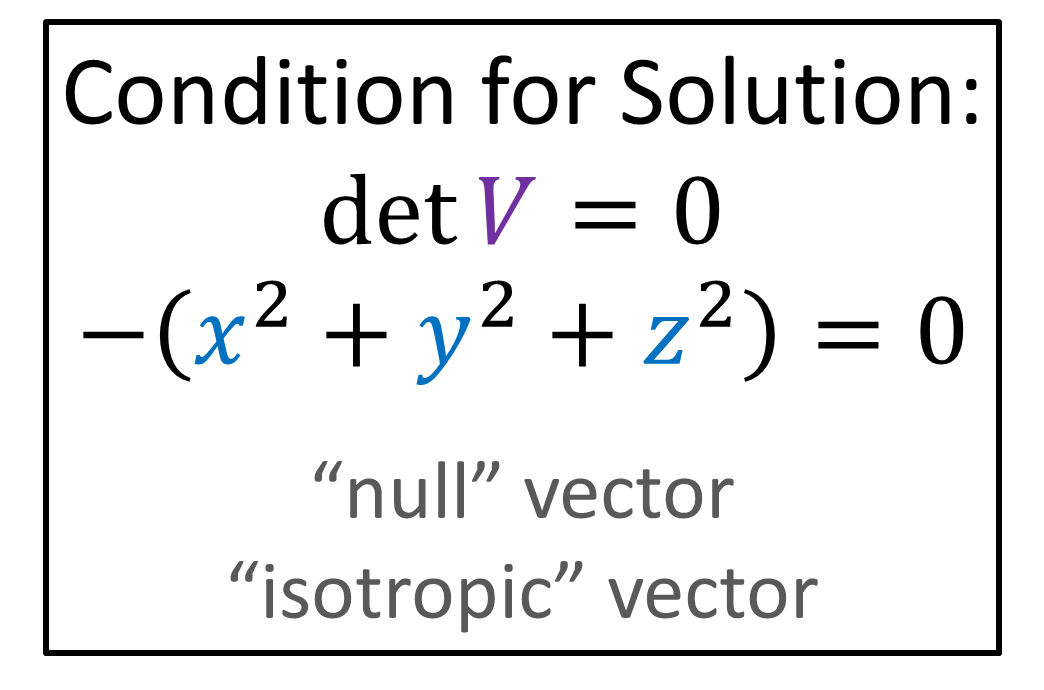 Condition for Solution:
det V = 0
−(x² + y² + z²) = 0
“null” vector
“isotropic” vector